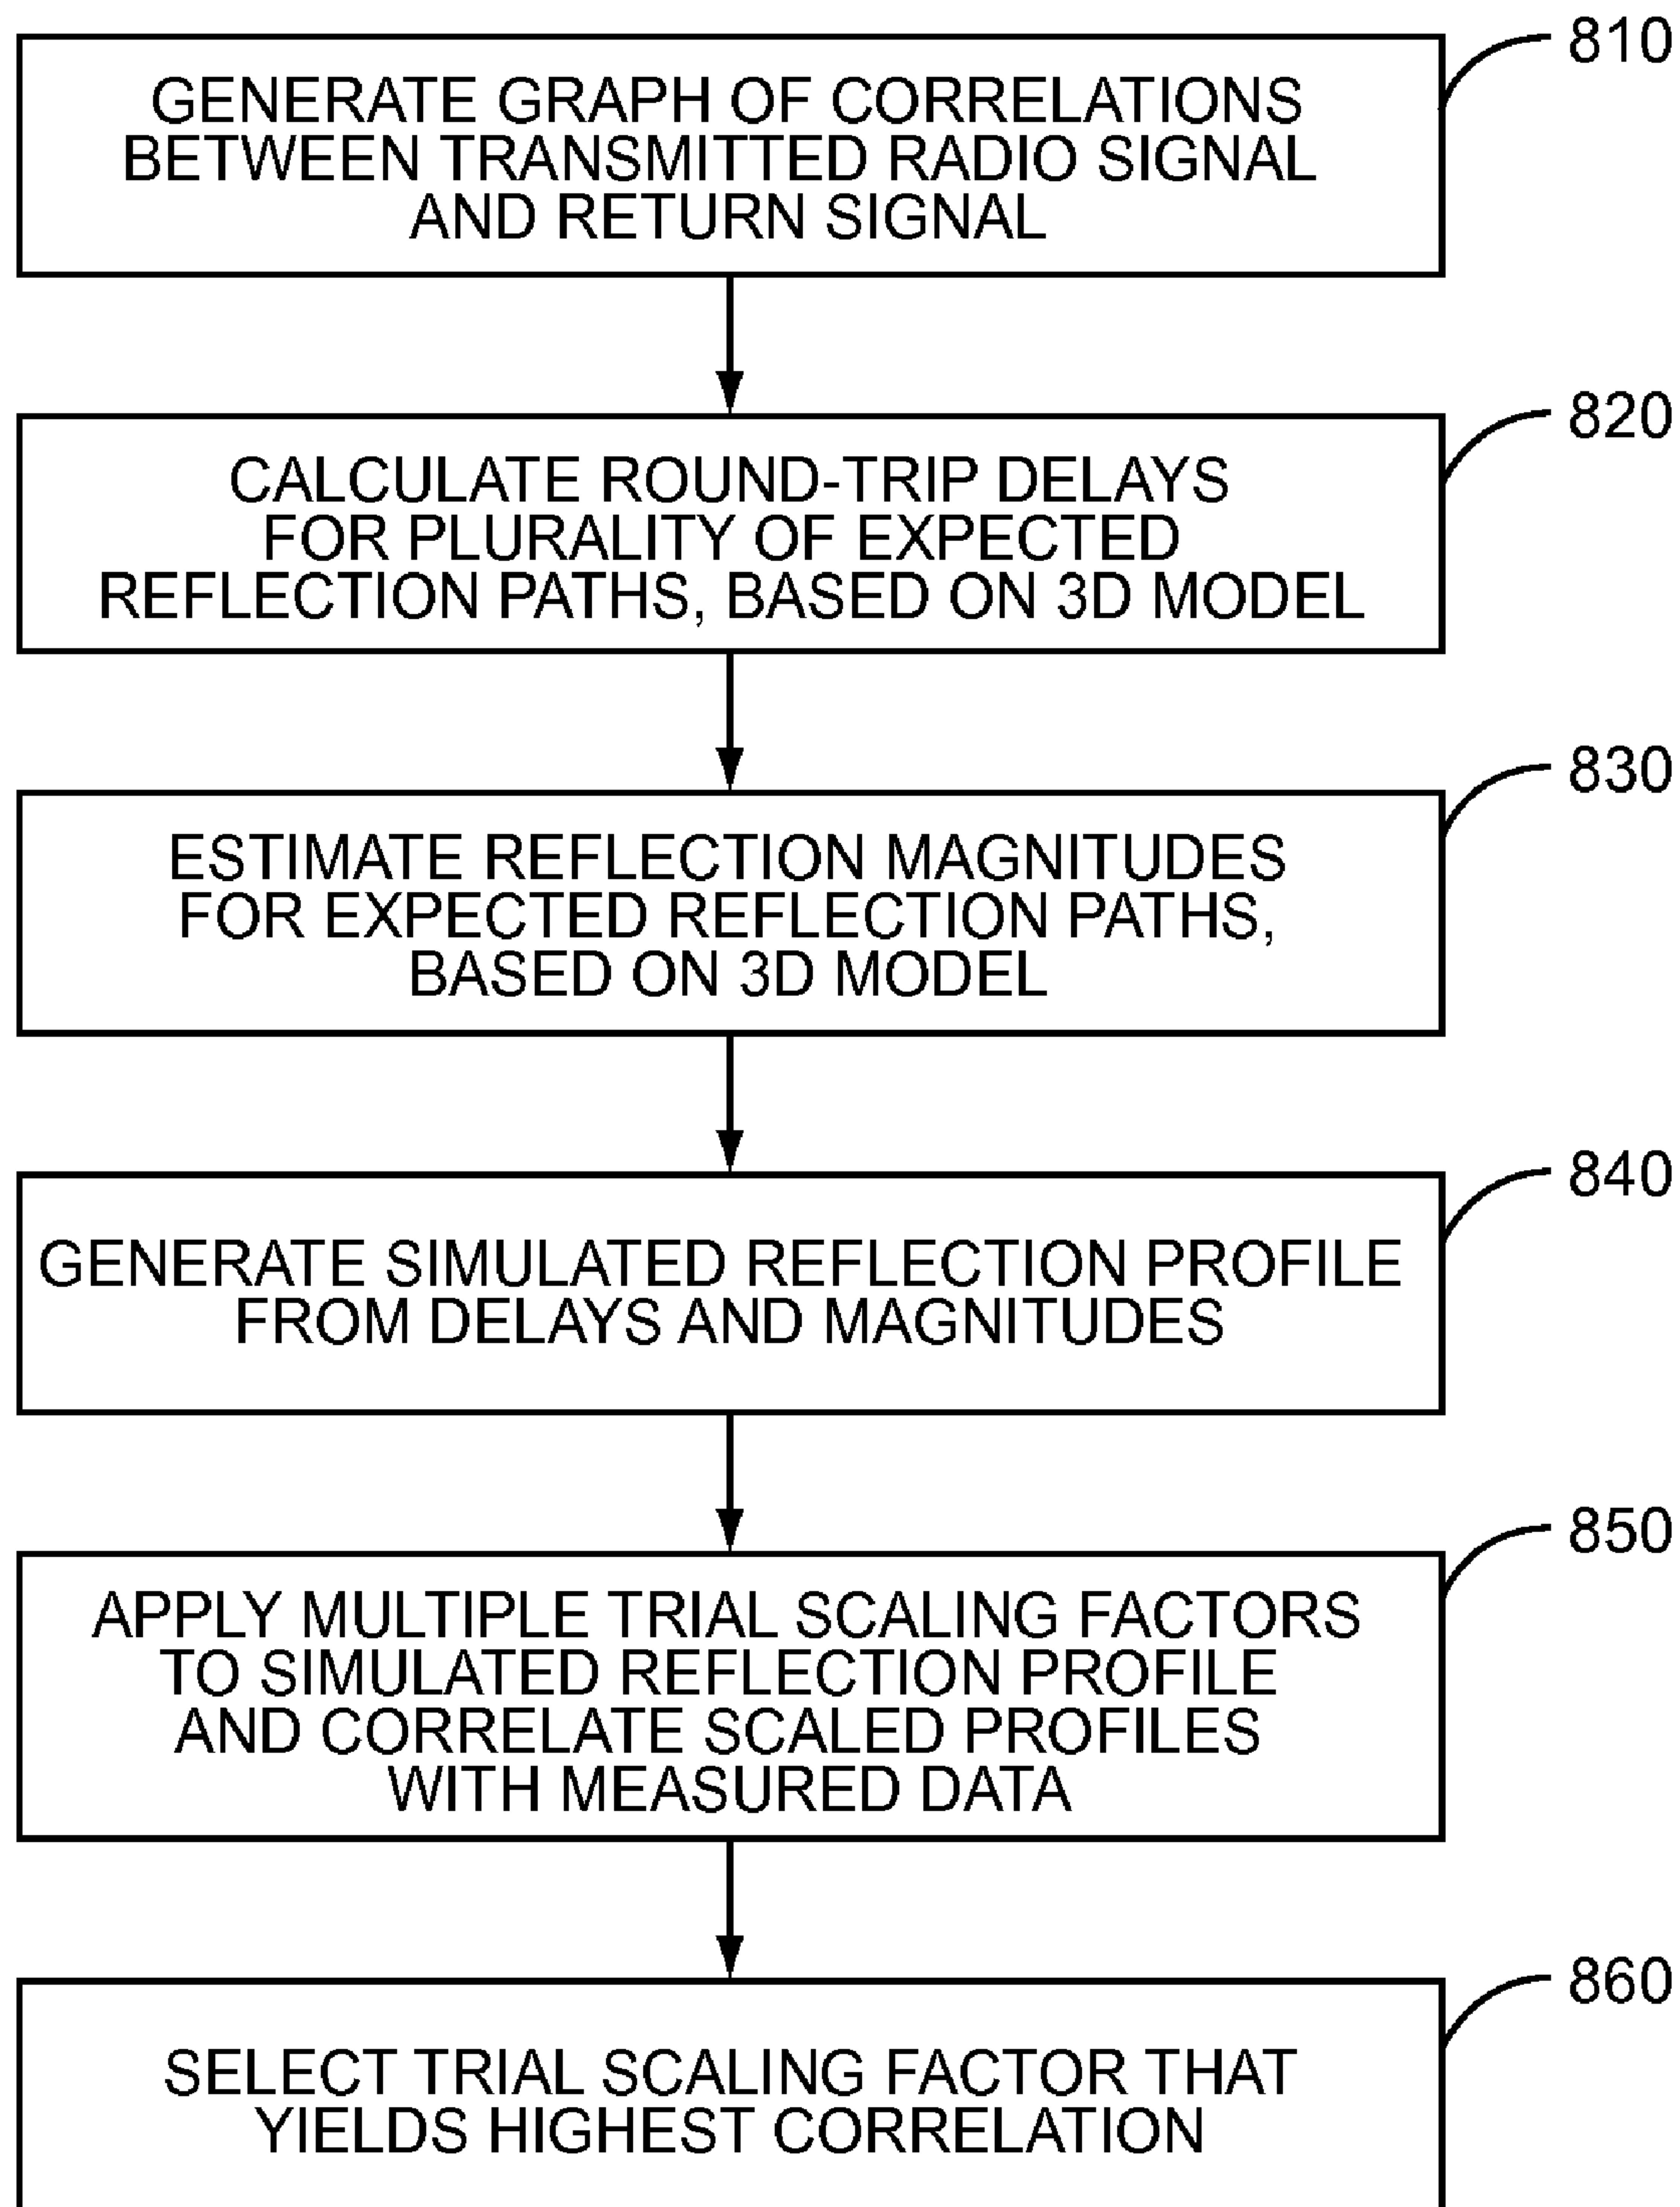 810
GENERATE GRAPH OF CORRELATIONS
BETWEEN TRANSMITTED RADIO SIGNAL
AND RETURN SIGNAL
820
CALCULATE ROUND-TRIP DELAYS
FOR PLURALITY OF EXPECTED
REFLECTION PATHS, BASED ON 3D MODEL
830
ESTIMATE REFLECTION MAGNITUDES
FOR EXPECTED REFLECTION PATHS,
BASED ON 3D MODEL
840
GENERATE SIMULATED REFLECTION PROFILE
FROM DELAYS AND MAGNITUDES
850
APPLY MULTIPLE TRIAL SCALING FACTORS
TO SIMULATED REFLECTION PROFILE
AND CORRELATE SCALED PROFILES
WITH MEASURED DATA
860
SELECT TRIAL SCALING FACTOR THAT
YIELDS HIGHEST CORRELATION